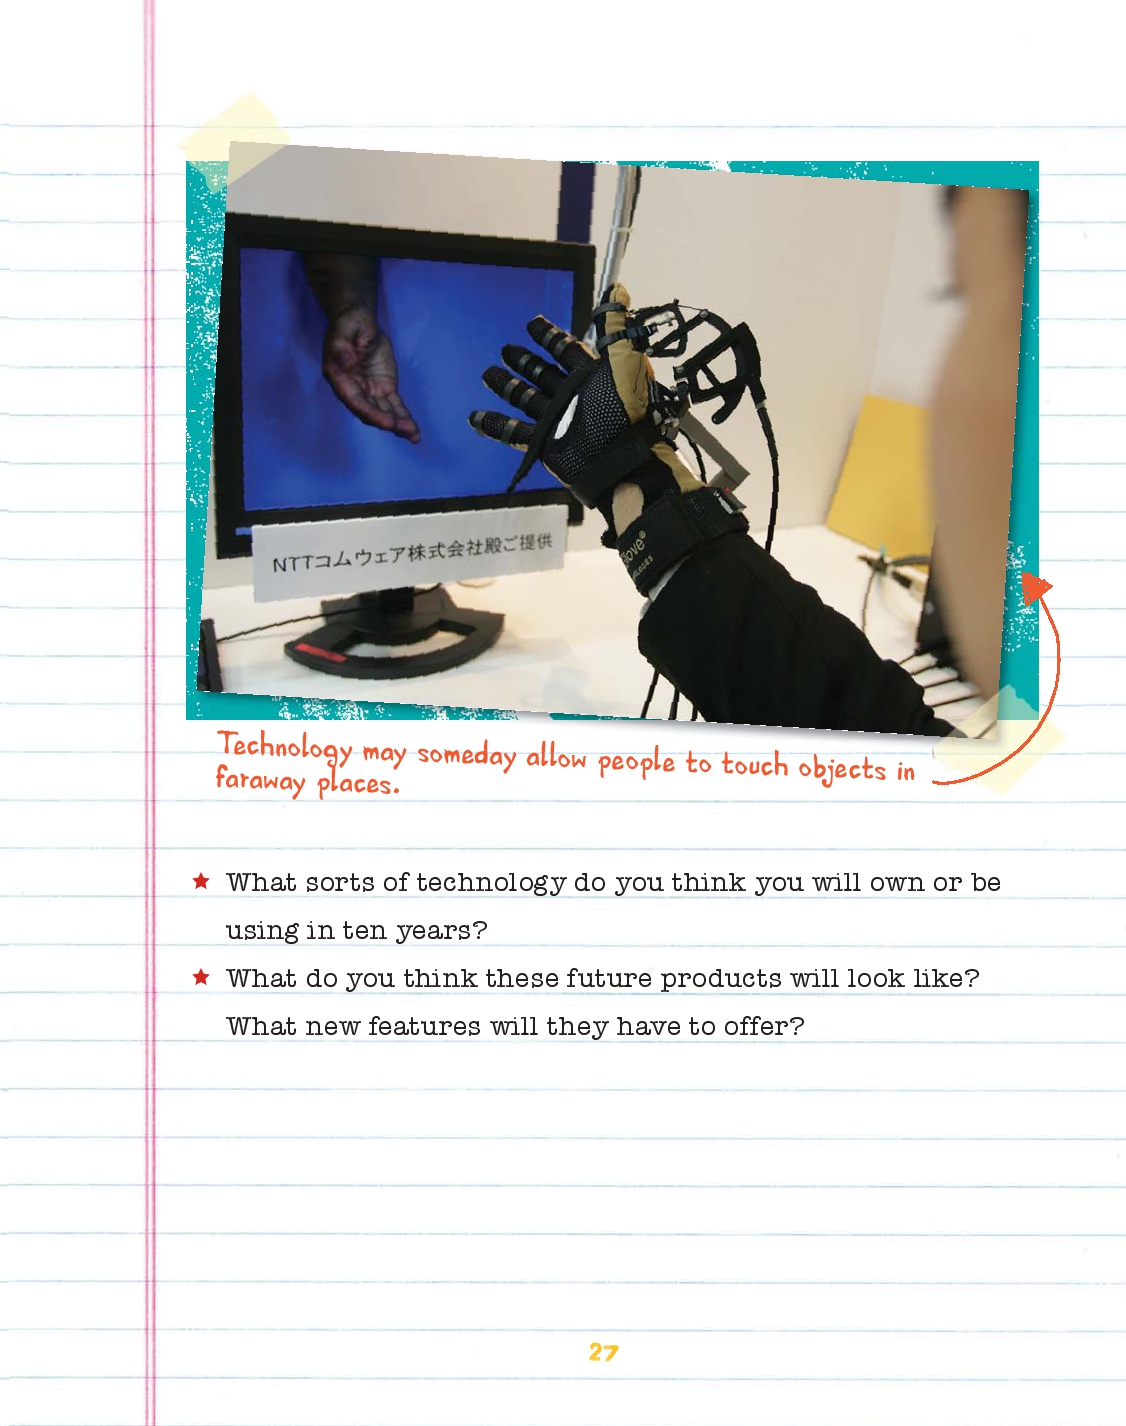 NTTコムウェア株式会社殿ご提供
Glove®
Technology may someday allow people to touch objects in
faraway places.
★ What sorts of technology do you think you will own or be
using in ten years?
★ What do you think these future products will look like?
What new features will they have to offer?
27